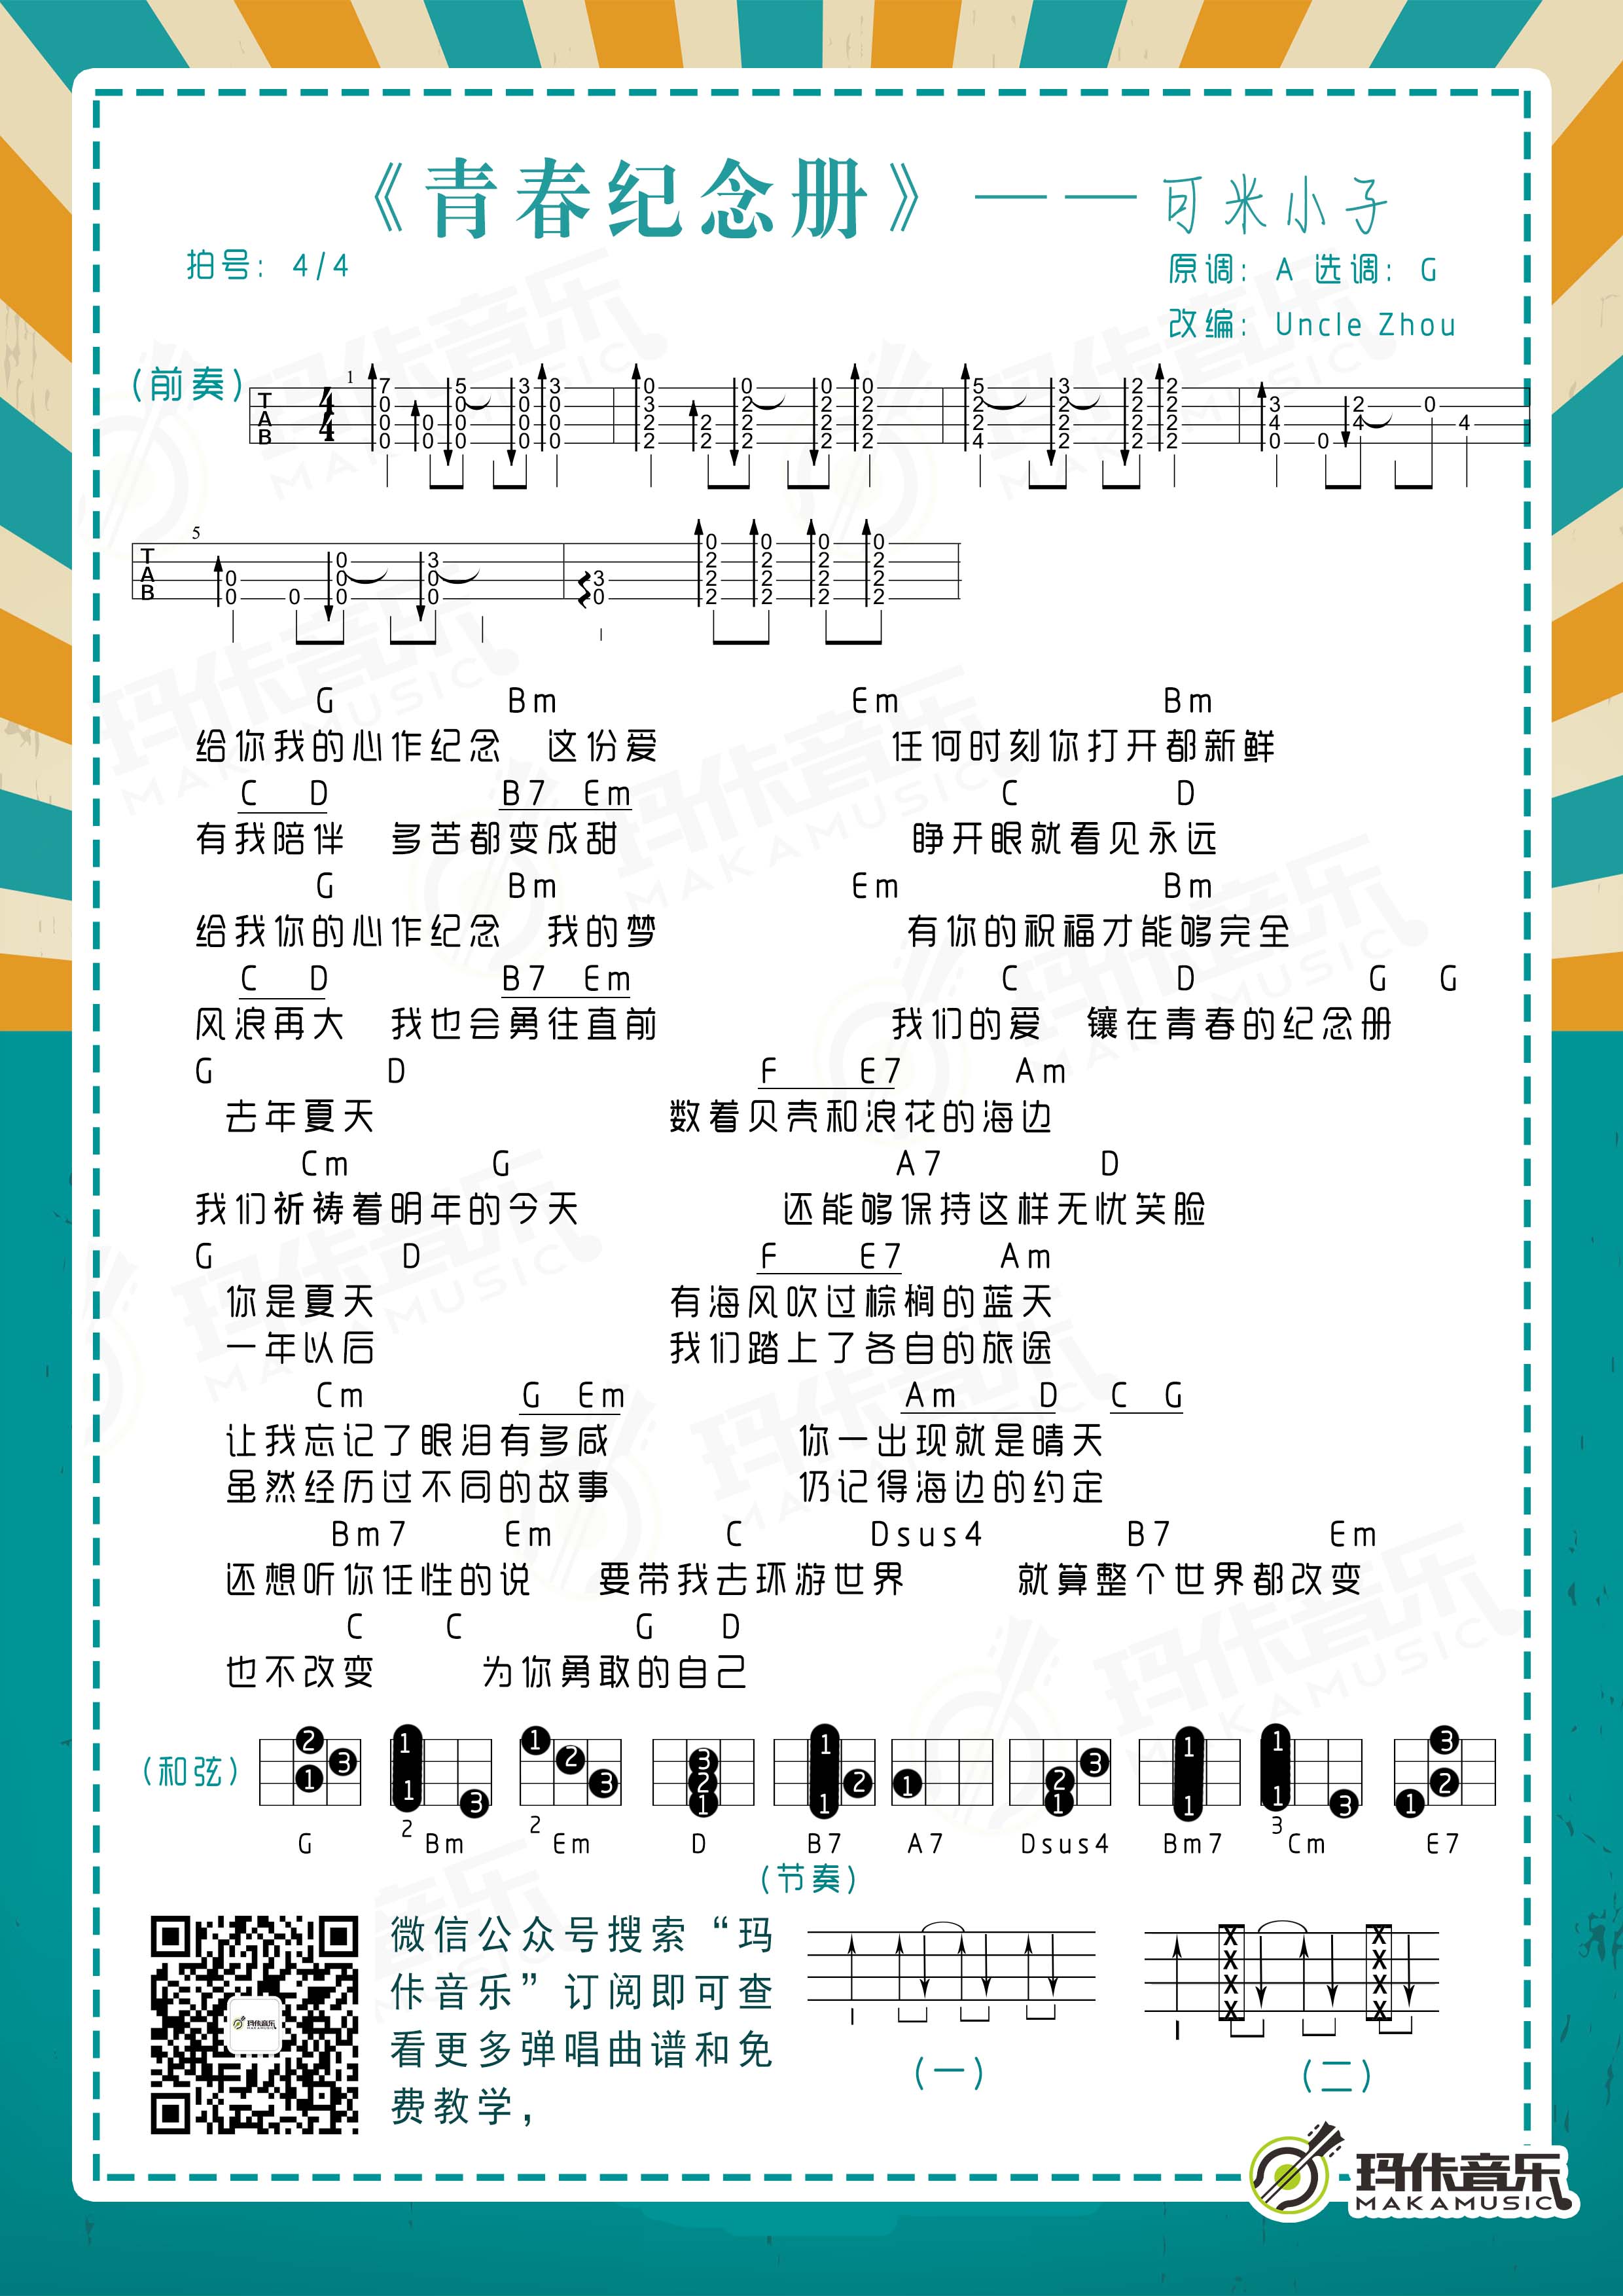 《青春纪念册》——可米小子
拍号: 4/4
原调: A 选调: G
改编: Uncle Zhou
(前奏)
G Bm Em Bm
给你我的心作纪念 这份爱 任何时刻你打开都新鲜
C D B7 Em C D
有我陪伴 多苦都变成甜 睁开眼就看见永远
G Bm Em Bm
给我你的心作纪念 我的梦 有你的祝福才能够完全
C D B7 Em C D G G
风浪再大 我也会勇往直前 我们的爱 镶在青春的纪念册
G D F E7 Am
去年夏天 数着贝壳和浪花的海边
Cm G A7 D
我们祈祷着明年的今天 还能够保持这样无忧笑脸
G D F E7 Am
你是夏天 有海风吹过棕榈的蓝天
一年以后 我们踏上了各自的旅途
Cm G Em Am D C G
让我忘记了眼泪有多咸 你一出现就是晴天
虽然经历过不同的故事 仍记得海边的约定
Bm7 Em C Dsus4 B7 Em
还想听你任性的说 要带我去环游世界 就算整个世界都改变
C C G D
也不改变 为你勇敢的自己
(和弦)
G Bm Em D B7 A7 Dsus4 Bm7 Cm E7
(节奏)
微信公众号搜索“玛
佧音乐”订阅即可查
看更多弹唱曲谱和免
费教学，
(一) (二)
玛佧音乐
MAKAMUSIC